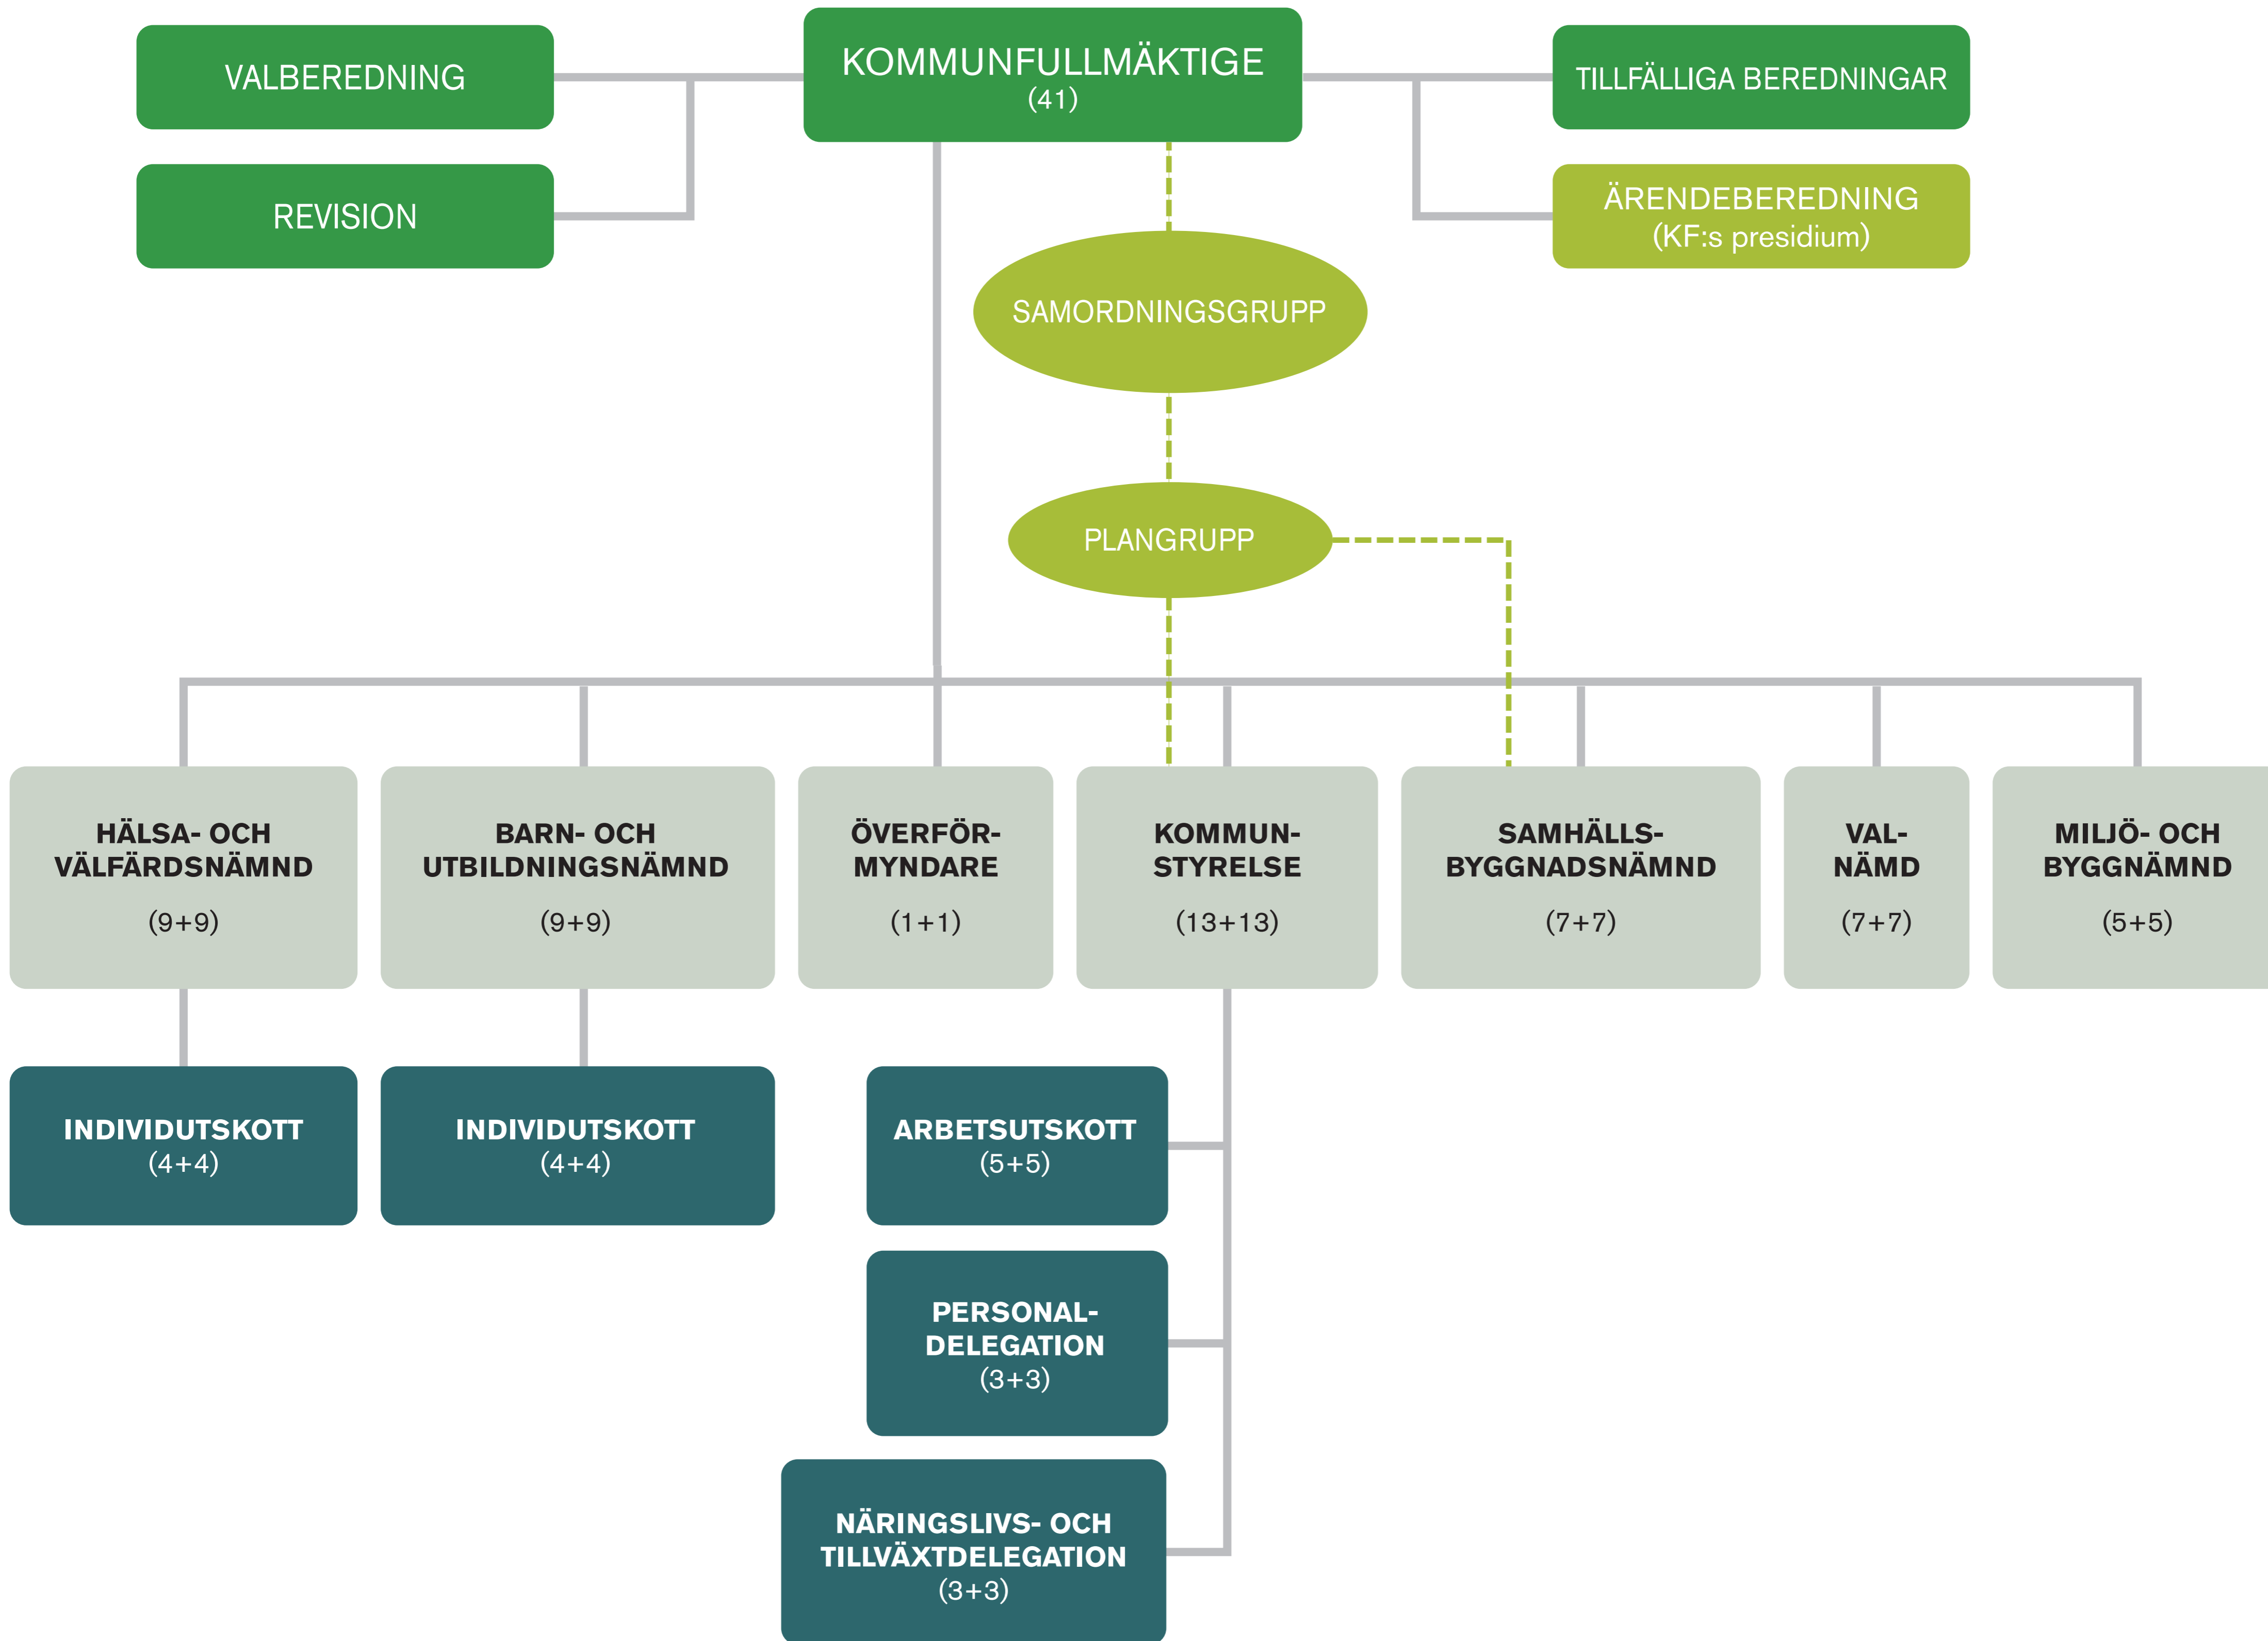 VALBEREDNING
KOMMUNFULLMÄKTIGE
(41)
TILLFÄLLIGA BEREDNINGAR
REVISION
ÄRENDEBEREDNING
(KF:s presidium)
SAMORDNINGSGRUPP
PLANGRUPP
HÄLSA- OCH
VÄLFÄRDSNÄMND
(9+9)
BARN- OCH
UTBILDNINGSNÄMND
(9+9)
ÖVERFÖR-
MYNDARE
(1+1)
KOMMUN-
STYRELSE
(13+13)
SAMHÄLLS-
BYGGNADSNÄMND
(7+7)
VAL-
NÄMD
(7+7)
MILJÖ- OCH
BYGGNÄMND
(5+5)
INDIVIDUTSKOTT
(4+4)
INDIVIDUTSKOTT
(4+4)
ARBETSUTSKOTT
(5+5)
PERSONAL-
DELEGATION
(3+3)
NÄRINGSLIVS- OCH
TILLVÄXTDELEGATION
(3+3)